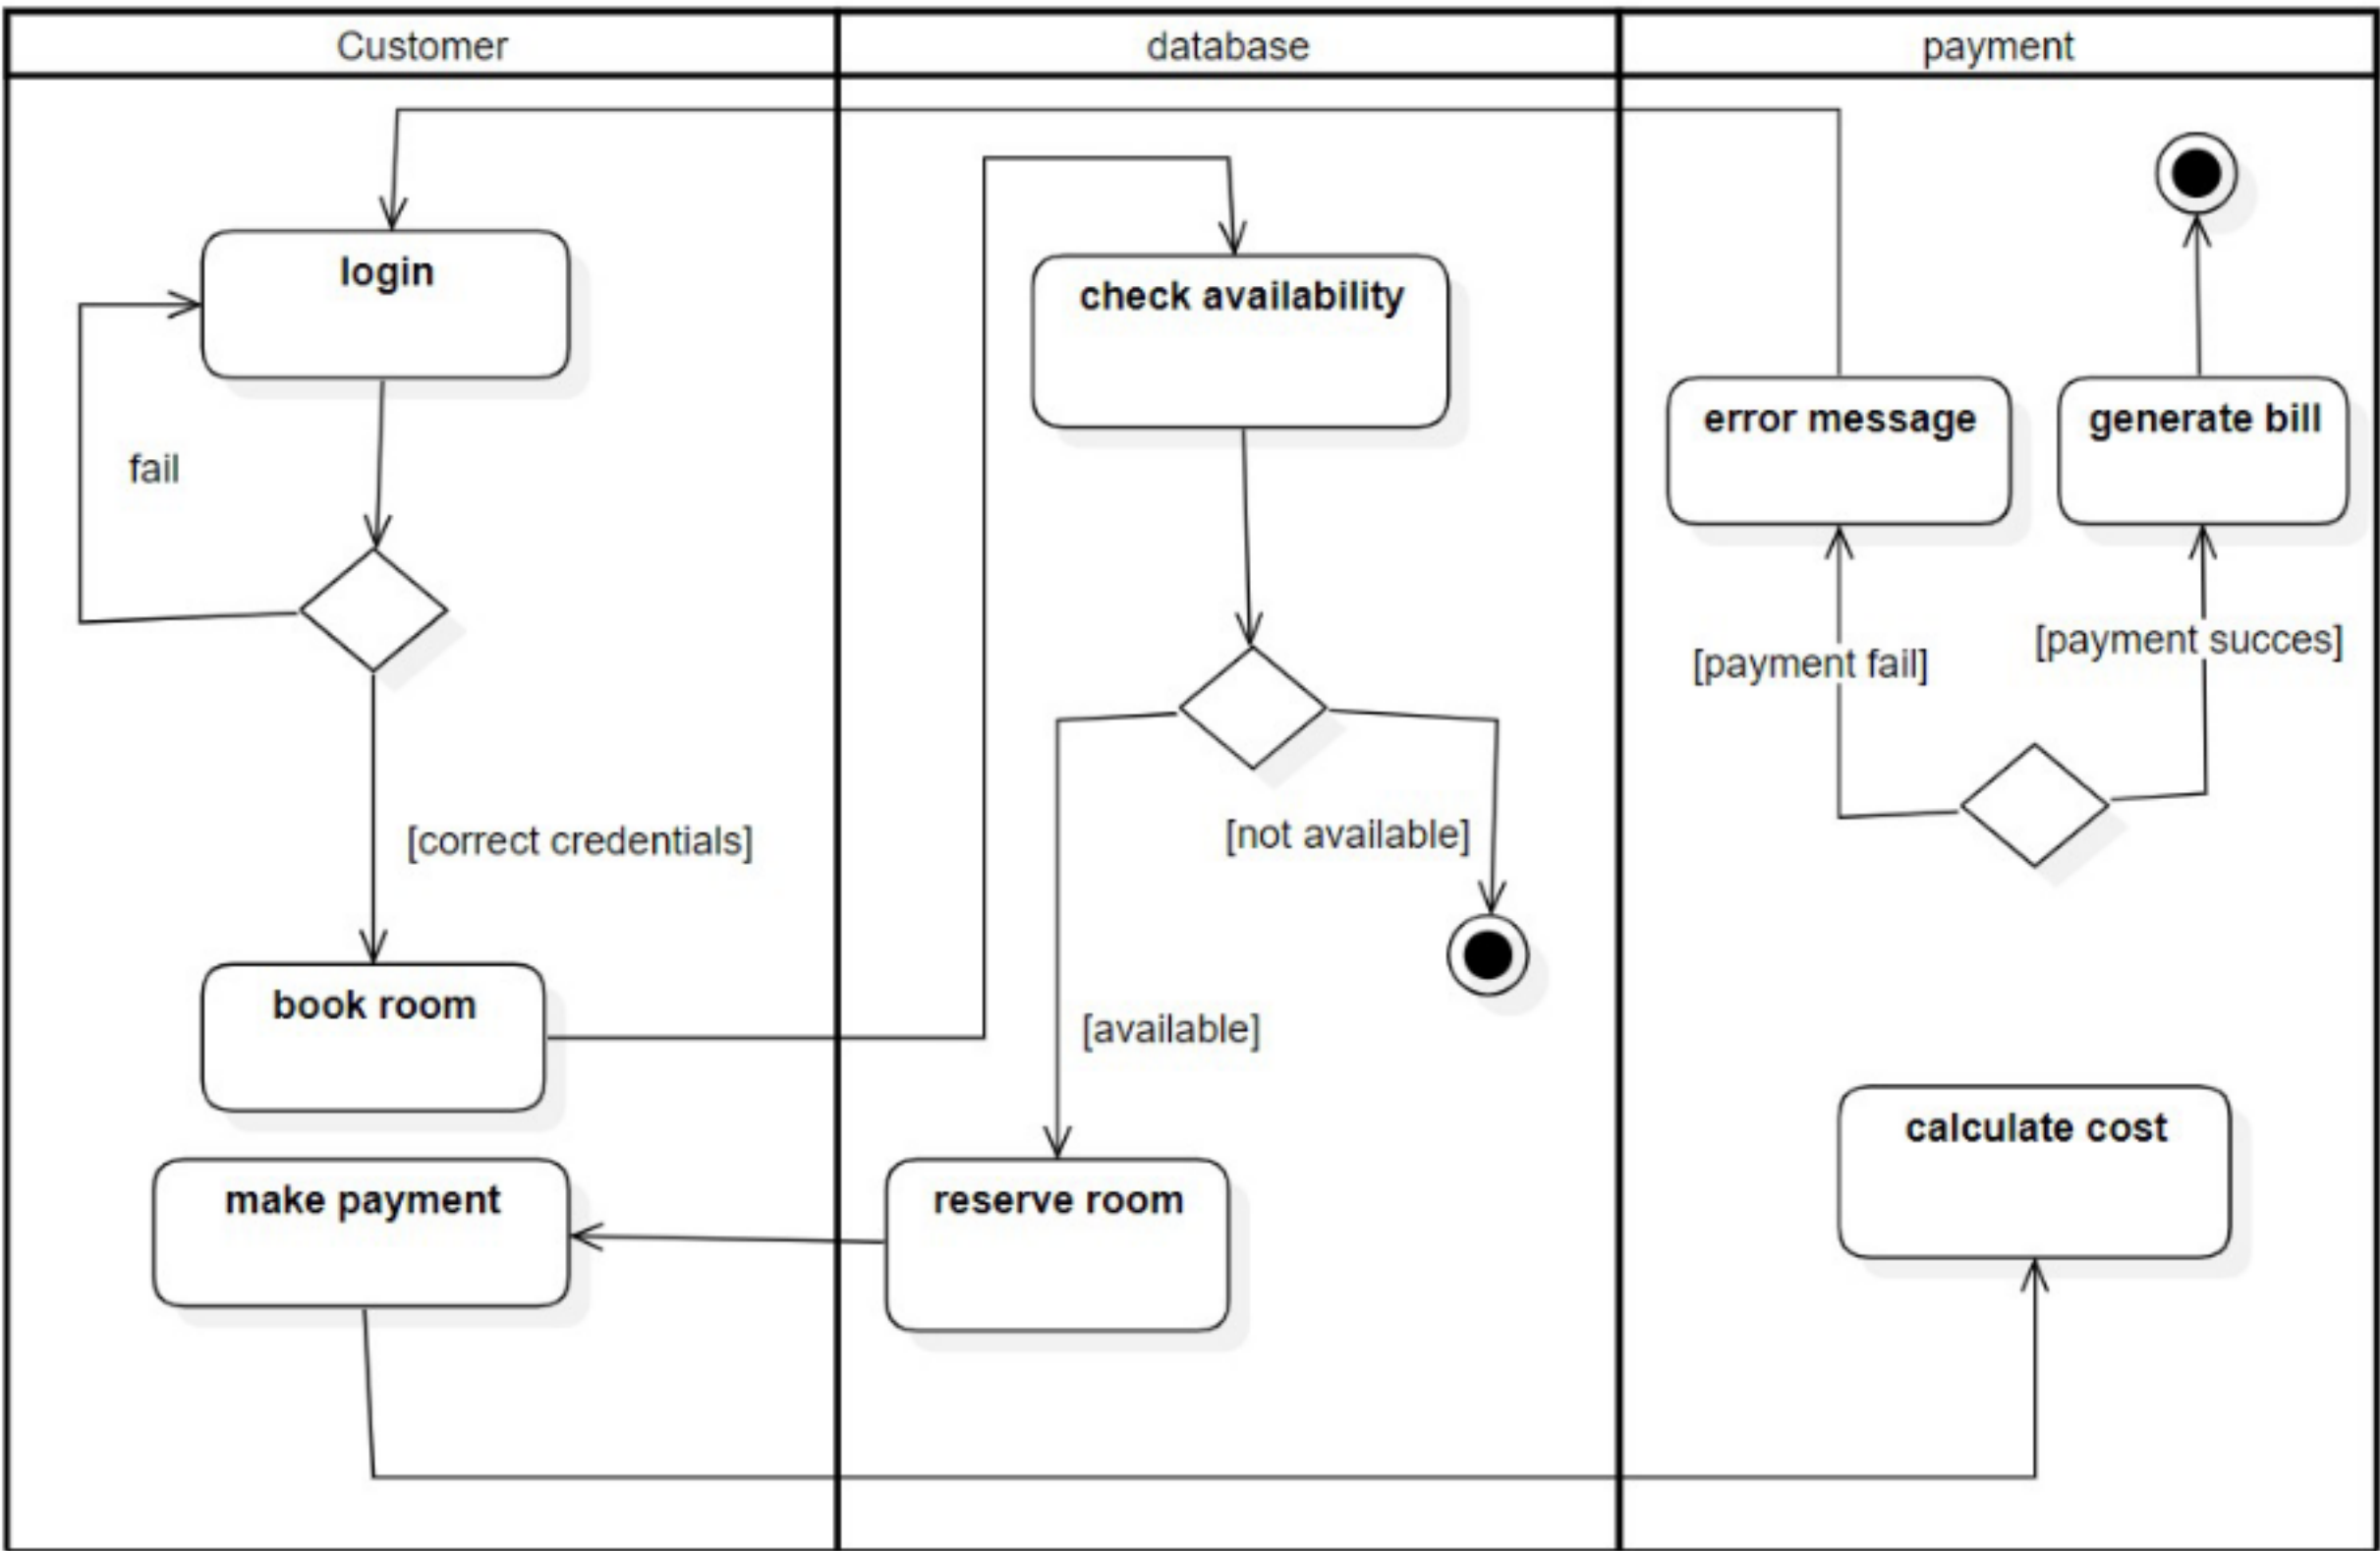 Customer
database
payment
login
check availability
error message
generate bill
fail
[payment fail]
[payment succes]
[correct credentials]
[not available]
[available]
book room
calculate cost
make payment
reserve room